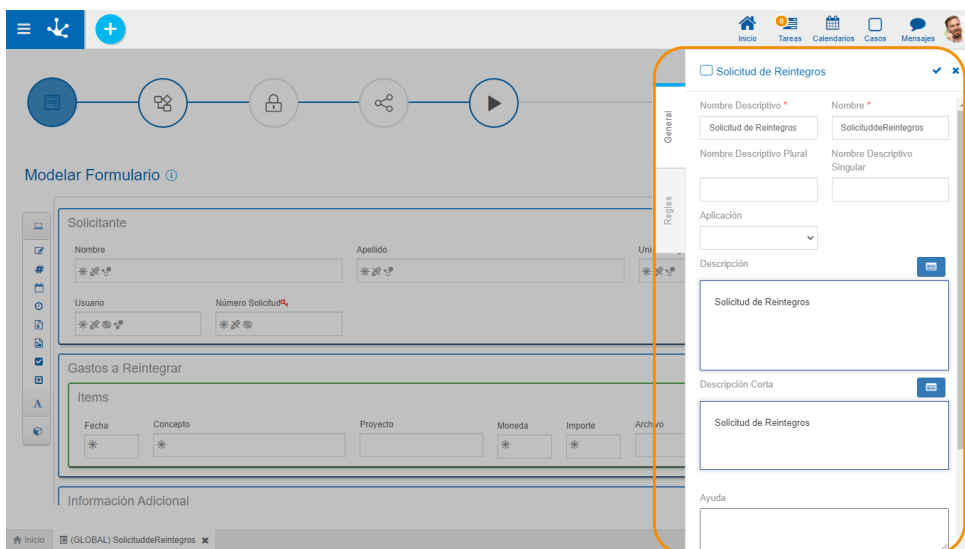 6
Inicio Tareas Calendarios Casos Mensajes
Solicitud de Reintegros
General
Reglas
Nombre Descriptivo * Nombre *
Solicitud de Reintegros SolicituddeReintegros
Nombre Descriptivo Plural Nombre Descriptivo
Singular
Aplicación
Descripción
Solicitud de Reintegros
Descripción Corta
Solicitud de Reintegros
Ayuda
Modelar Formulario
Solicitante
Nombre Apellido
Usuario Número Solicitud
Gastos a Reintegrar
Items
Fecha Concepto Proyecto Moneda Importe Archivo
Información Adicional
Inicio (GLOBAL) SolicituddeReintegros